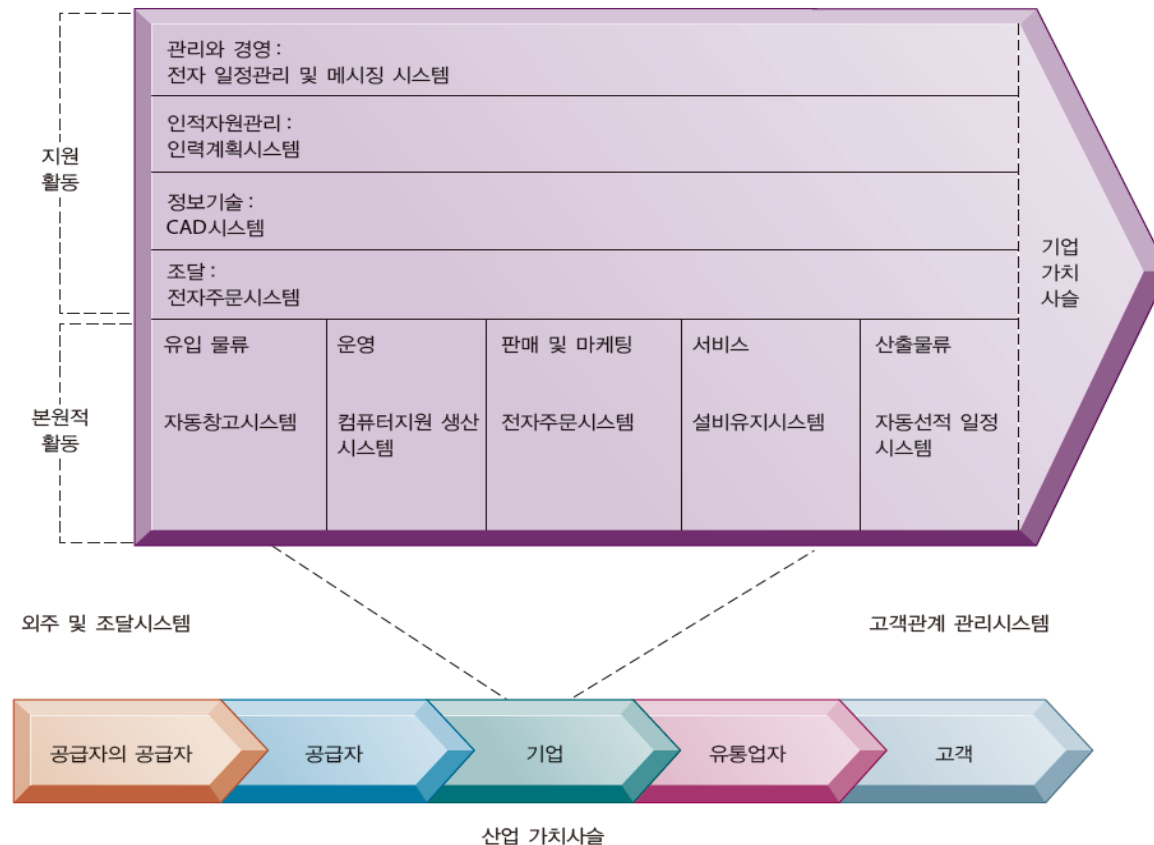 관리와 경영 :
전자 일정관리 및 메시징 시스템
인적자원관리 :
인력계획시스템
지원
활동
정보기술 :
CAD시스템
조달 :
전자주문시스템
기업
가치
사슬
본원적
활동
유입 물류
자동창고시스템
운영
컴퓨터지원 생산
시스템
판매 및 마케팅
전자주문시스템
서비스
설비유지시스템
산출물류
자동선적 일정
시스템
외주 및 조달시스템
고객관계 관리시스템
공급자의 공급자
공급자
기업
유통업자
고객
산업 가치사슬